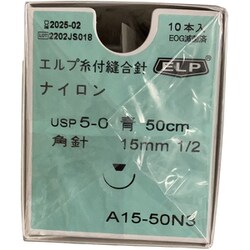 2025-02 10本入
LOT 2202JS018 EOG滅菌済
エルプ糸付縫合針 ELP
ナイロン
USP 5-0 青 50cm
角針 15mm 1/2
A15-50N3